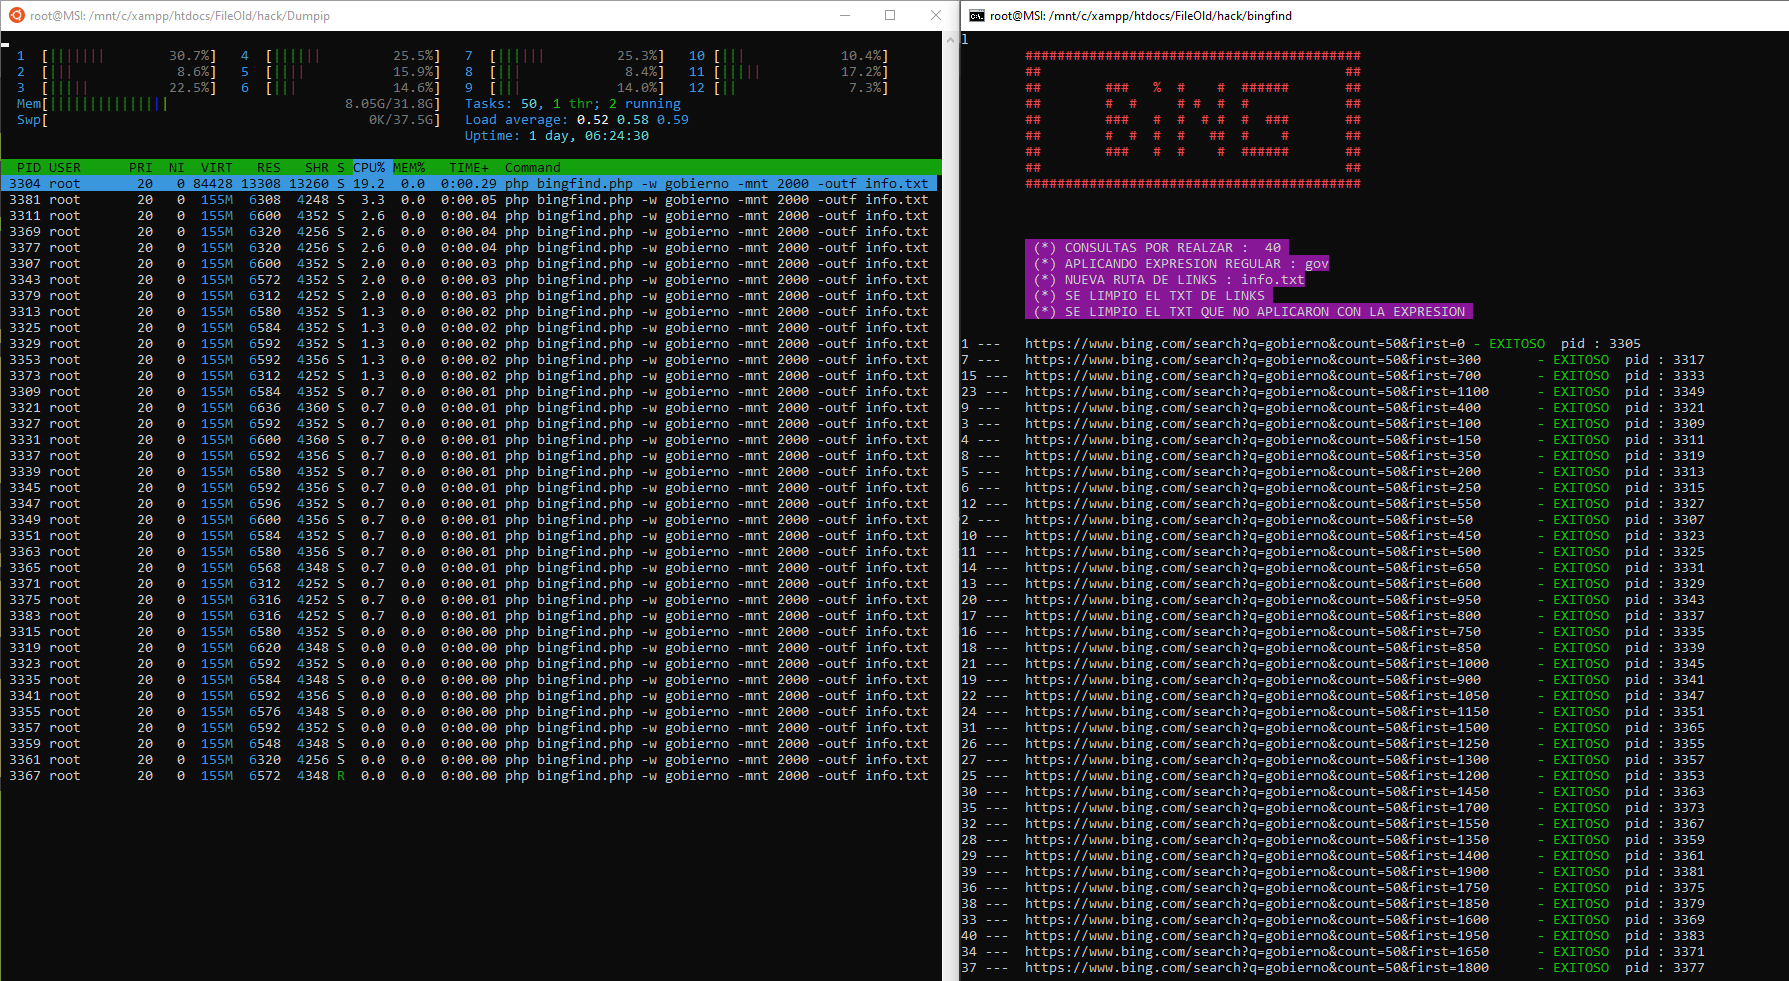 root@MSI: /mnt/c/xampp/htdocs/FileOld/hack/Dumpip
1 [||||||| 30.7%] 4 [|||||| 25.5%] 7 [|||||| 25.3%] 10 [||| 10.4%]
2 [||| 8.6%] 5 [|||| 15.9%] 8 [||| 8.4%] 11 [||||| 17.2%]
3 [||||| 22.5%] 6 [||| 14.6%] 9 [||| 14.0%] 12 [|| 7.3%]
Mem[||||||||||||||| 8.05G/31.8G] Tasks: 50, 1 thr; 2 running
Swp[ 0K/37.5G] Load average: 0.52 0.58 0.59
Uptime: 1 day, 06:24:30
PID USER PRI NI VIRT RES SHR S CPU% MEM% TIME+ Command
3304 root 20 0 84428 13308 13260 S 19.2 0.0 0:00.29 php bingfind.php -w gobierno -mnt 2000 -outf info.txt
3381 root 20 0 155M 6308 4248 S 3.3 0.0 0:00.05 php bingfind.php -w gobierno -mnt 2000 -outf info.txt
3311 root 20 0 155M 6600 4352 S 2.6 0.0 0:00.04 php bingfind.php -w gobierno -mnt 2000 -outf info.txt
3369 root 20 0 155M 6320 4256 S 2.6 0.0 0:00.04 php bingfind.php -w gobierno -mnt 2000 -outf info.txt
3377 root 20 0 155M 6320 4256 S 2.6 0.0 0:00.04 php bingfind.php -w gobierno -mnt 2000 -outf info.txt
3307 root 20 0 155M 6600 4352 S 2.0 0.0 0:00.03 php bingfind.php -w gobierno -mnt 2000 -outf info.txt
3343 root 20 0 155M 6572 4352 S 2.0 0.0 0:00.03 php bingfind.php -w gobierno -mnt 2000 -outf info.txt
3379 root 20 0 155M 6312 4252 S 2.0 0.0 0:00.03 php bingfind.php -w gobierno -mnt 2000 -outf info.txt
3313 root 20 0 155M 6580 4352 S 1.3 0.0 0:00.02 php bingfind.php -w gobierno -mnt 2000 -outf info.txt
3325 root 20 0 155M 6584 4352 S 1.3 0.0 0:00.02 php bingfind.php -w gobierno -mnt 2000 -outf info.txt
3329 root 20 0 155M 6592 4352 S 1.3 0.0 0:00.02 php bingfind.php -w gobierno -mnt 2000 -outf info.txt
3353 root 20 0 155M 6592 4356 S 1.3 0.0 0:00.02 php bingfind.php -w gobierno -mnt 2000 -outf info.txt
3373 root 20 0 155M 6312 4252 S 1.3 0.0 0:00.02 php bingfind.php -w gobierno -mnt 2000 -outf info.txt
3309 root 20 0 155M 6584 4352 S 0.7 0.0 0:00.01 php bingfind.php -w gobierno -mnt 2000 -outf info.txt
3321 root 20 0 155M 6636 4360 S 0.7 0.0 0:00.01 php bingfind.php -w gobierno -mnt 2000 -outf info.txt
3327 root 20 0 155M 6592 4352 S 0.7 0.0 0:00.01 php bingfind.php -w gobierno -mnt 2000 -outf info.txt
3331 root 20 0 155M 6600 4360 S 0.7 0.0 0:00.01 php bingfind.php -w gobierno -mnt 2000 -outf info.txt
3337 root 20 0 155M 6592 4356 S 0.7 0.0 0:00.01 php bingfind.php -w gobierno -mnt 2000 -outf info.txt
3339 root 20 0 155M 6580 4352 S 0.7 0.0 0:00.01 php bingfind.php -w gobierno -mnt 2000 -outf info.txt
3345 root 20 0 155M 6592 4356 S 0.7 0.0 0:00.01 php bingfind.php -w gobierno -mnt 2000 -outf info.txt
3347 root 20 0 155M 6596 4352 S 0.7 0.0 0:00.01 php bingfind.php -w gobierno -mnt 2000 -outf info.txt
3349 root 20 0 155M 6600 4356 S 0.7 0.0 0:00.01 php bingfind.php -w gobierno -mnt 2000 -outf info.txt
3351 root 20 0 155M 6584 4352 S 0.7 0.0 0:00.01 php bingfind.php -w gobierno -mnt 2000 -outf info.txt
3363 root 20 0 155M 6580 4356 S 0.7 0.0 0:00.01 php bingfind.php -w gobierno -mnt 2000 -outf info.txt
3365 root 20 0 155M 6568 4348 S 0.7 0.0 0:00.01 php bingfind.php -w gobierno -mnt 2000 -outf info.txt
3371 root 20 0 155M 6312 4252 S 0.7 0.0 0:00.01 php bingfind.php -w gobierno -mnt 2000 -outf info.txt
3375 root 20 0 155M 6316 4252 S 0.7 0.0 0:00.01 php bingfind.php -w gobierno -mnt 2000 -outf info.txt
3383 root 20 0 155M 6316 4252 S 0.7 0.0 0:00.01 php bingfind.php -w gobierno -mnt 2000 -outf info.txt
3315 root 20 0 155M 6580 4352 S 0.0 0.0 0:00.00 php bingfind.php -w gobierno -mnt 2000 -outf info.txt
3319 root 20 0 155M 6620 4348 S 0.0 0.0 0:00.00 php bingfind.php -w gobierno -mnt 2000 -outf info.txt
3323 root 20 0 155M 6592 4352 S 0.0 0.0 0:00.00 php bingfind.php -w gobierno -mnt 2000 -outf info.txt
3335 root 20 0 155M 6584 4348 S 0.0 0.0 0:00.00 php bingfind.php -w gobierno -mnt 2000 -outf info.txt
3341 root 20 0 155M 6592 4356 S 0.0 0.0 0:00.00 php bingfind.php -w gobierno -mnt 2000 -outf info.txt
3355 root 20 0 155M 6576 4348 S 0.0 0.0 0:00.00 php bingfind.php -w gobierno -mnt 2000 -outf info.txt
3357 root 20 0 155M 6592 4352 S 0.0 0.0 0:00.00 php bingfind.php -w gobierno -mnt 2000 -outf info.txt
3359 root 20 0 155M 6548 4348 S 0.0 0.0 0:00.00 php bingfind.php -w gobierno -mnt 2000 -outf info.txt
3361 root 20 0 155M 6320 4256 S 0.0 0.0 0:00.00 php bingfind.php -w gobierno -mnt 2000 -outf info.txt
3367 root 20 0 155M 6572 4348 R 0.0 0.0 0:00.00 php bingfind.php -w gobierno -mnt 2000 -outf info.txt
root@MSI: /mnt/c/xampp/htdocs/FileOld/hack/bingfind
l
BING
(*) CONSULTAS POR REALZAR : 40
(*) APLICANDO EXPRESION REGULAR : gov
(*) NUEVA RUTA DE LINKS : info.txt
(*) SE LIMPIO EL TXT DE LINKS
(*) SE LIMPIO EL TXT QUE NO APLICARON CON LA EXPRESION
1 --- https://www.bing.com/search?q=gobierno&count=50&first=0 - EXITOSO pid : 3305
7 --- https://www.bing.com/search?q=gobierno&count=50&first=300 - EXITOSO pid : 3317
15 --- https://www.bing.com/search?q=gobierno&count=50&first=700 - EXITOSO pid : 3333
23 --- https://www.bing.com/search?q=gobierno&count=50&first=1100 - EXITOSO pid : 3349
9 --- https://www.bing.com/search?q=gobierno&count=50&first=400 - EXITOSO pid : 3321
3 --- https://www.bing.com/search?q=gobierno&count=50&first=100 - EXITOSO pid : 3309
4 --- https://www.bing.com/search?q=gobierno&count=50&first=150 - EXITOSO pid : 3311
8 --- https://www.bing.com/search?q=gobierno&count=50&first=350 - EXITOSO pid : 3319
5 --- https://www.bing.com/search?q=gobierno&count=50&first=200 - EXITOSO pid : 3313
6 --- https://www.bing.com/search?q=gobierno&count=50&first=250 - EXITOSO pid : 3315
12 --- https://www.bing.com/search?q=gobierno&count=50&first=550 - EXITOSO pid : 3327
2 --- https://www.bing.com/search?q=gobierno&count=50&first=50 - EXITOSO pid : 3307
10 --- https://www.bing.com/search?q=gobierno&count=50&first=450 - EXITOSO pid : 3323
11 --- https://www.bing.com/search?q=gobierno&count=50&first=500 - EXITOSO pid : 3325
14 --- https://www.bing.com/search?q=gobierno&count=50&first=650 - EXITOSO pid : 3331
13 --- https://www.bing.com/search?q=gobierno&count=50&first=600 - EXITOSO pid : 3329
20 --- https://www.bing.com/search?q=gobierno&count=50&first=950 - EXITOSO pid : 3343
17 --- https://www.bing.com/search?q=gobierno&count=50&first=800 - EXITOSO pid : 3337
16 --- https://www.bing.com/search?q=gobierno&count=50&first=750 - EXITOSO pid : 3335
18 --- https://www.bing.com/search?q=gobierno&count=50&first=850 - EXITOSO pid : 3339
21 --- https://www.bing.com/search?q=gobierno&count=50&first=1000 - EXITOSO pid : 3345
19 --- https://www.bing.com/search?q=gobierno&count=50&first=900 - EXITOSO pid : 3341
22 --- https://www.bing.com/search?q=gobierno&count=50&first=1050 - EXITOSO pid : 3347
24 --- https://www.bing.com/search?q=gobierno&count=50&first=1150 - EXITOSO pid : 3351
31 --- https://www.bing.com/search?q=gobierno&count=50&first=1500 - EXITOSO pid : 3365
26 --- https://www.bing.com/search?q=gobierno&count=50&first=1250 - EXITOSO pid : 3355
27 --- https://www.bing.com/search?q=gobierno&count=50&first=1300 - EXITOSO pid : 3357
25 --- https://www.bing.com/search?q=gobierno&count=50&first=1200 - EXITOSO pid : 3353
30 --- https://www.bing.com/search?q=gobierno&count=50&first=1450 - EXITOSO pid : 3363
35 --- https://www.bing.com/search?q=gobierno&count=50&first=1700 - EXITOSO pid : 3373
32 --- https://www.bing.com/search?q=gobierno&count=50&first=1550 - EXITOSO pid : 3367
28 --- https://www.bing.com/search?q=gobierno&count=50&first=1350 - EXITOSO pid : 3359
29 --- https://www.bing.com/search?q=gobierno&count=50&first=1400 - EXITOSO pid : 3361
39 --- https://www.bing.com/search?q=gobierno&count=50&first=1900 - EXITOSO pid : 3381
36 --- https://www.bing.com/search?q=gobierno&count=50&first=1750 - EXITOSO pid : 3375
38 --- https://www.bing.com/search?q=gobierno&count=50&first=1850 - EXITOSO pid : 3379
33 --- https://www.bing.com/search?q=gobierno&count=50&first=1600 - EXITOSO pid : 3369
40 --- https://www.bing.com/search?q=gobierno&count=50&first=1950 - EXITOSO pid : 3383
34 --- https://www.bing.com/search?q=gobierno&count=50&first=1650 - EXITOSO pid : 3371
37 --- https://www.bing.com/search?q=gobierno&count=50&first=1800 - EXITOSO pid : 3377